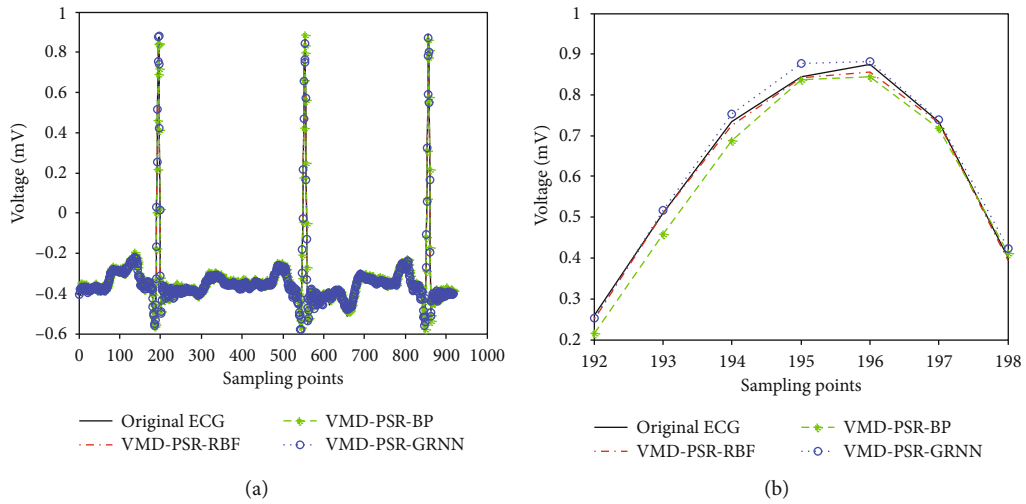 1
0.8
0.6
0.4
0.2
0
−0.2
−0.4
−0.6
Voltage (mV)
0 100 200 300 400 500 600 700 800 900 1000
Sampling points
Original ECG
VMD-PSR-RBF
VMD-PSR-BP
VMD-PSR-GRNN
(a)
1
0.9
0.8
0.7
0.6
0.5
0.4
0.3
0.2
Voltage (mV)
192 193 194 195 196 197 198
Sampling points
Original ECG
VMD-PSR-RBF
VMD-PSR-BP
VMD-PSR-GRNN
(b)